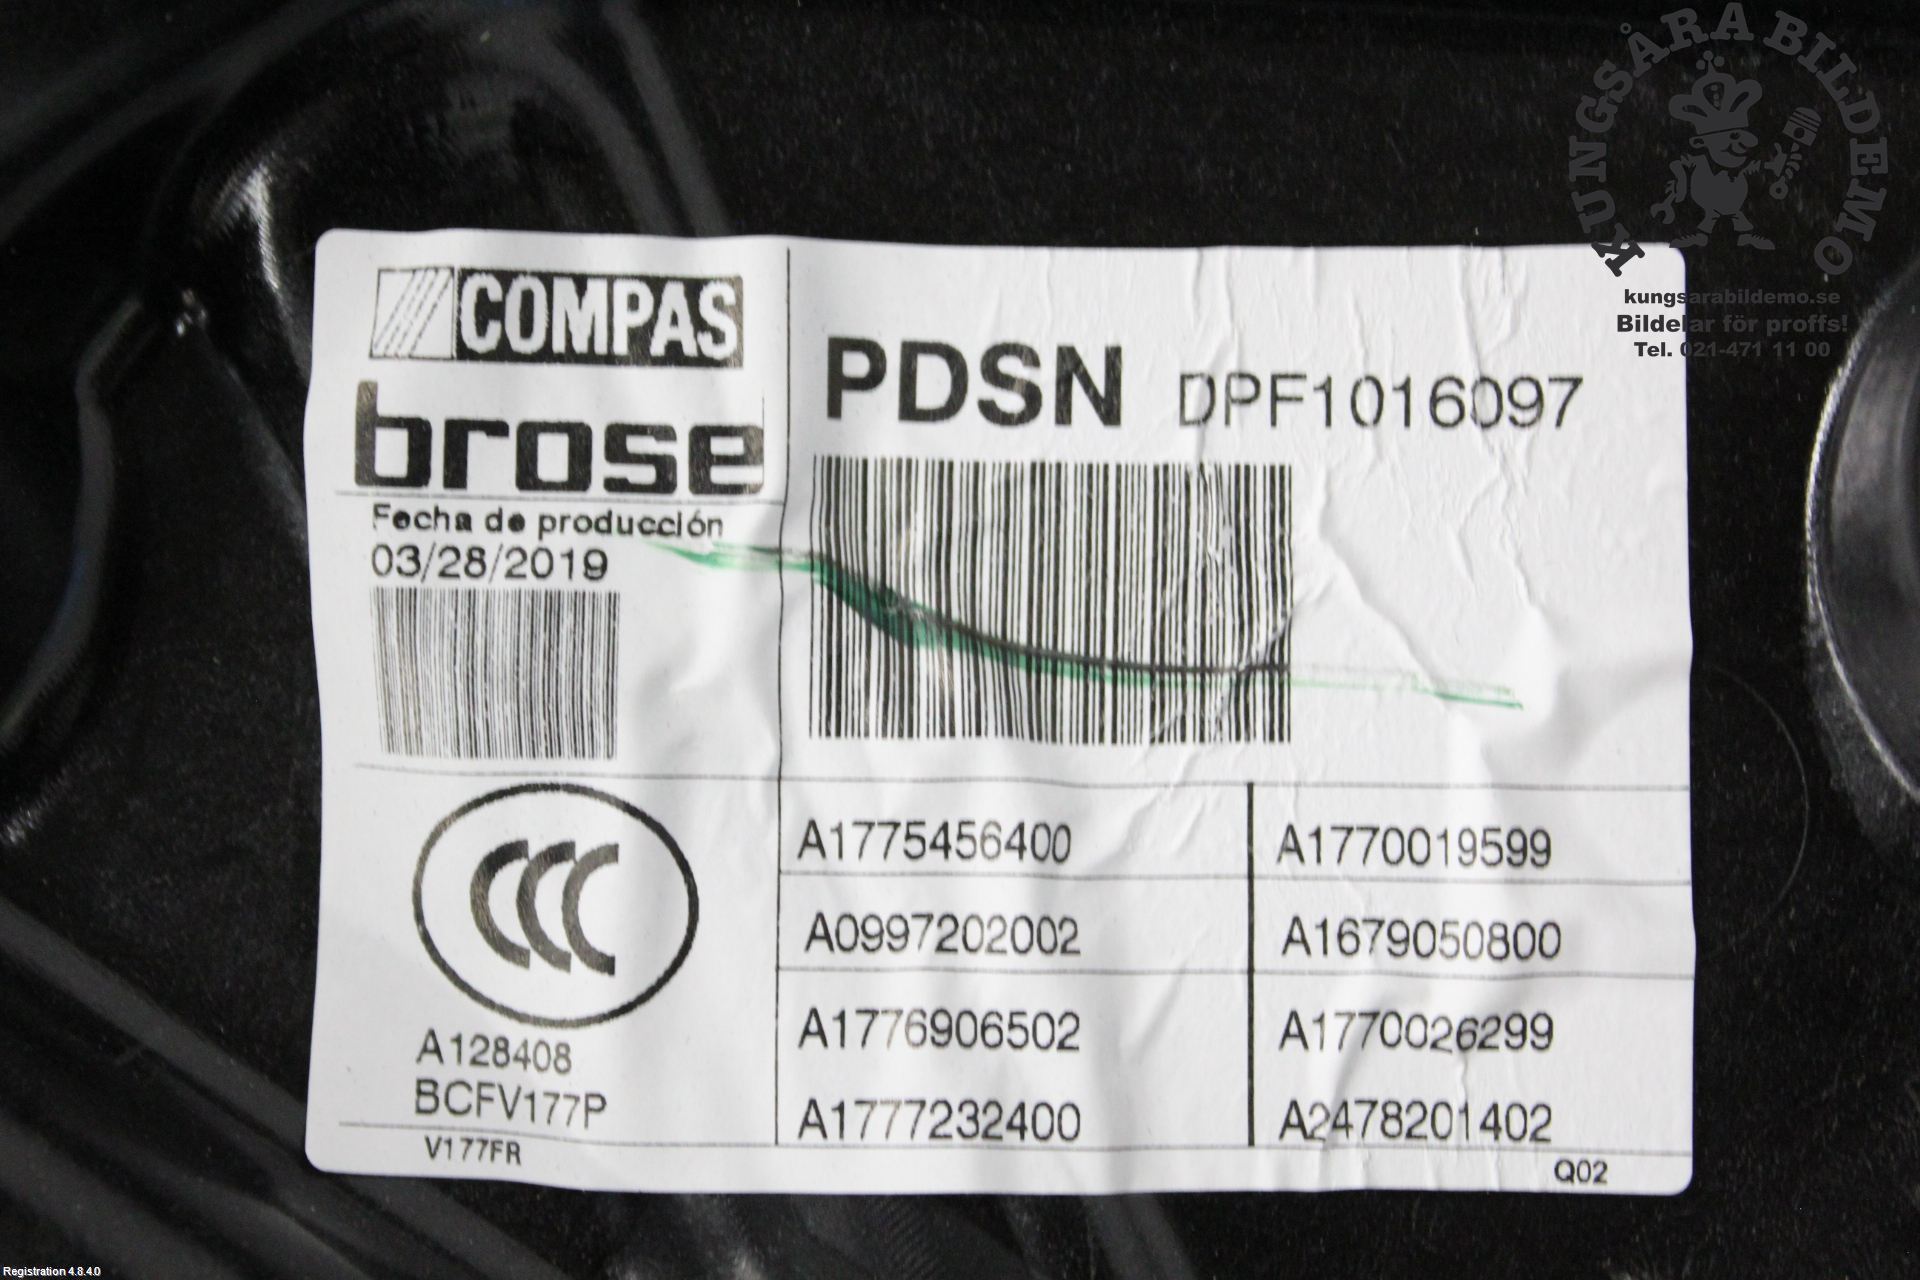 KUNGSÅRA BILDEMO
kungsarabildemo.se
Bildelar för proffs!
Tel. 021-471 11 00
COMPAS
brose
Fecha de producción
03/28/2019
PDSN DPF1016097
CCC
A128408
BCFV177P
V177FR
A1775456400 A1770019599
A0997202002 A1679050800
A1776906502 A1770026299
A1777232400 A2478201402
Q02
Registration 4.8.4.0